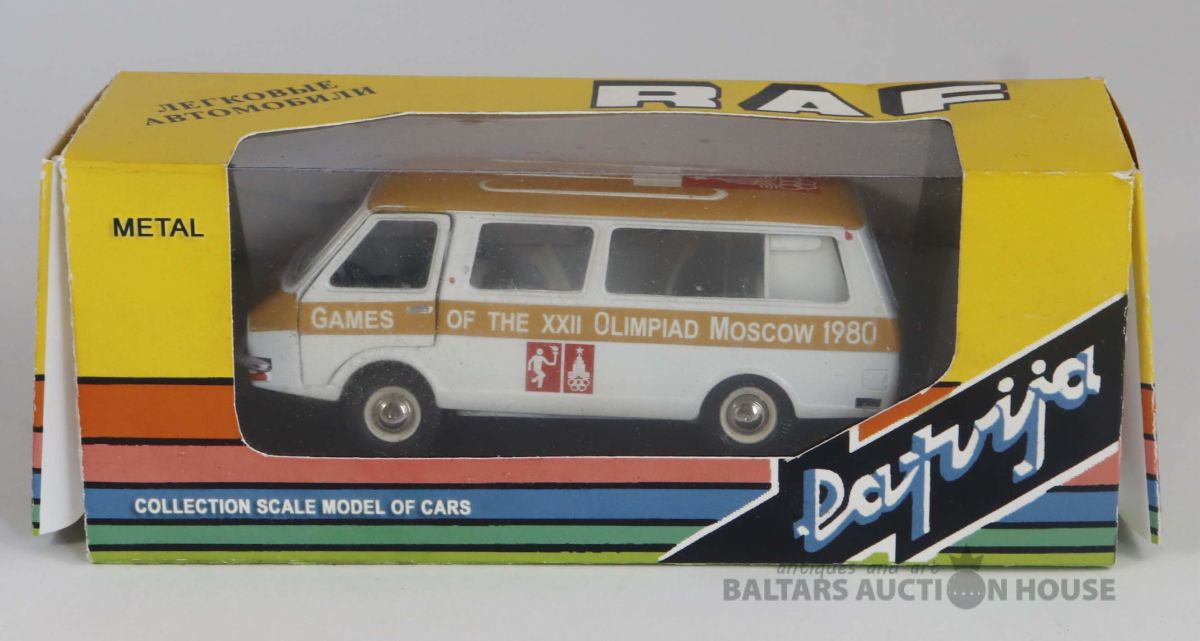 ЛЕГКОВЫЕ
АВТОМОБИЛИ
RAF
METAL
GAMES OF THE XXII OLIMPIAD MOSCOW 1980
COLLECTION SCALE MODEL OF CARS
Latvija
antiques and art
BALTARS AUCTION HOUSE